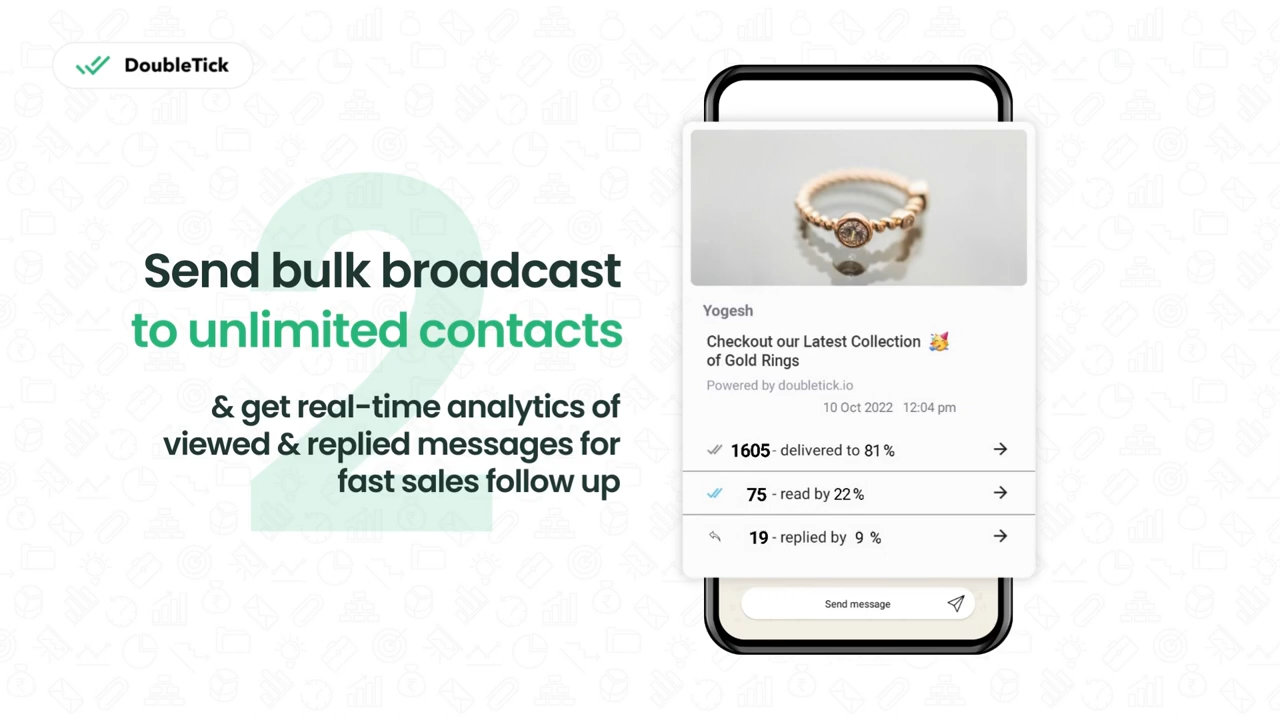 DoubleTick
2
Send bulk broadcast
to unlimited contacts
& get real-time analytics of
viewed & replied messages for
fast sales follow up
Yogesh
Checkout our Latest Collection 🥳
of Gold Rings
Powered by doubletick.io
10 Oct 2022 12:04 pm
1605 - delivered to 81 %
75 - read by 22 %
19 - replied by 9 %
Send message